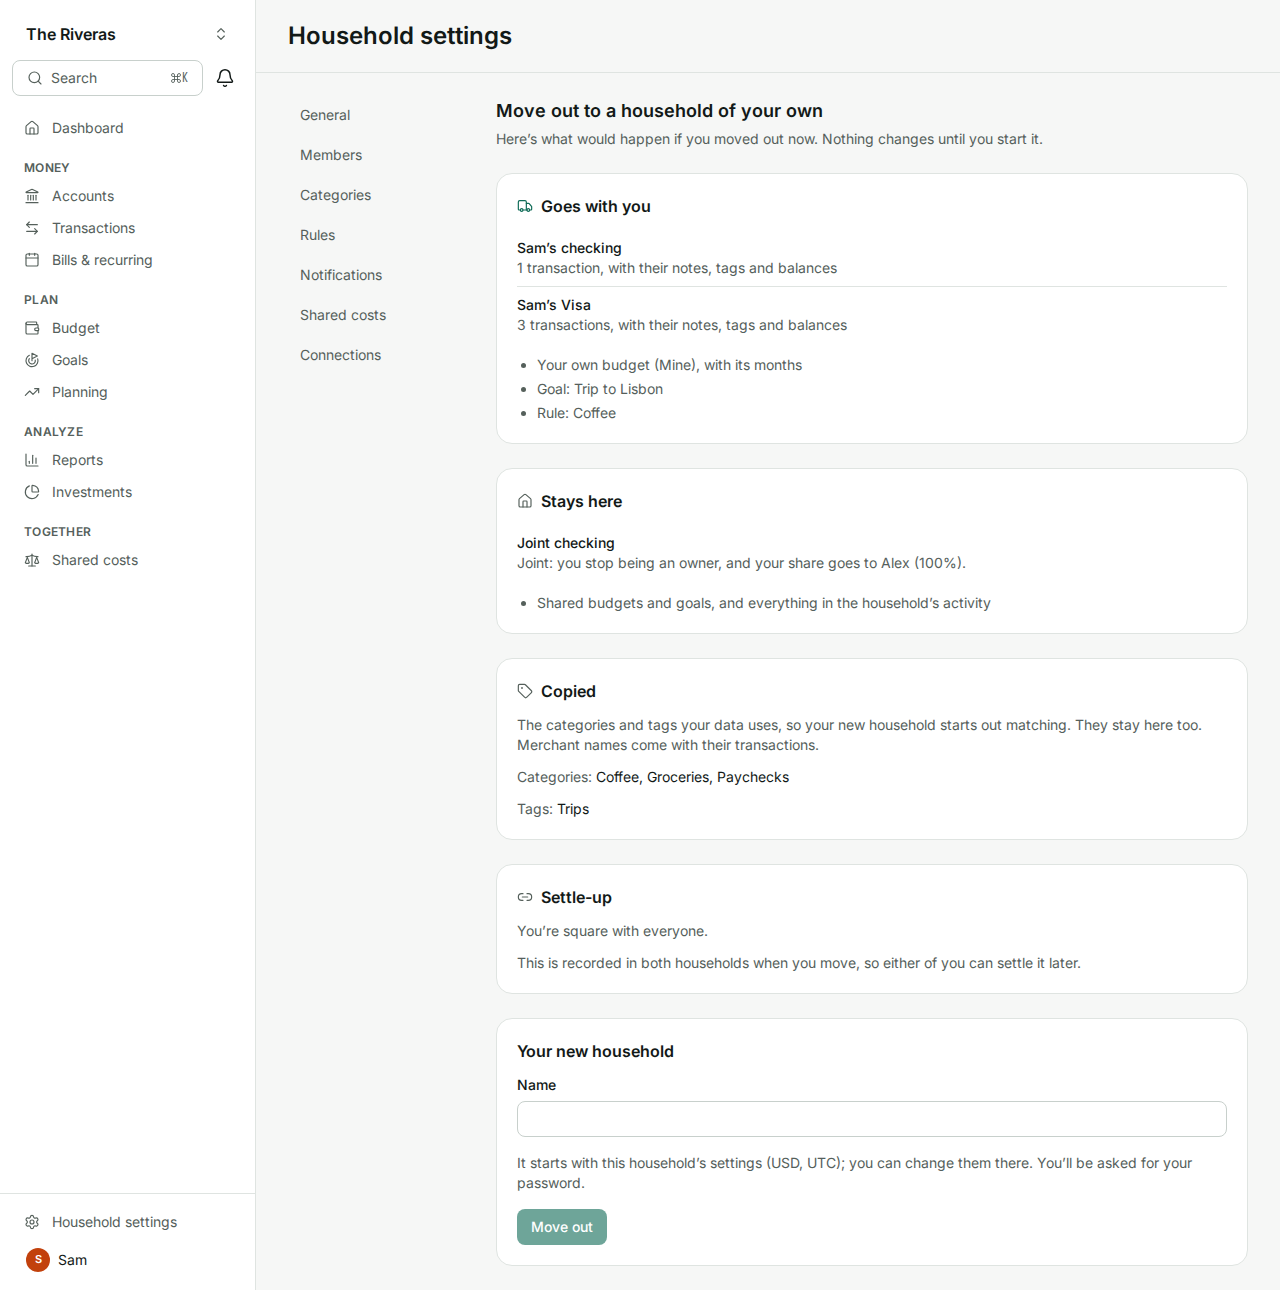 The Riveras
Search
⌘K
Dashboard
MONEY
Accounts
Transactions
Bills & recurring
PLAN
Budget
Goals
Planning
ANALYZE
Reports
Investments
TOGETHER
Shared costs
Household settings
S
Sam
Household settings
General
Members
Categories
Rules
Notifications
Shared costs
Connections
Move out to a household of your own
Here’s what would happen if you moved out now. Nothing changes until you start it.
Goes with you
Sam’s checking
1 transaction, with their notes, tags and balances
Sam’s Visa
3 transactions, with their notes, tags and balances
• Your own budget (Mine), with its months
• Goal: Trip to Lisbon
• Rule: Coffee
Stays here
Joint checking
Joint: you stop being an owner, and your share goes to Alex (100%).
• Shared budgets and goals, and everything in the household’s activity
Copied
The categories and tags your data uses, so your new household starts out matching. They stay here too.
Merchant names come with their transactions.
Categories: Coffee, Groceries, Paychecks
Tags: Trips
Settle-up
You’re square with everyone.
This is recorded in both households when you move, so either of you can settle it later.
Your new household
Name
It starts with this household’s settings (USD, UTC); you can change them there. You’ll be asked for your
password.
Move out